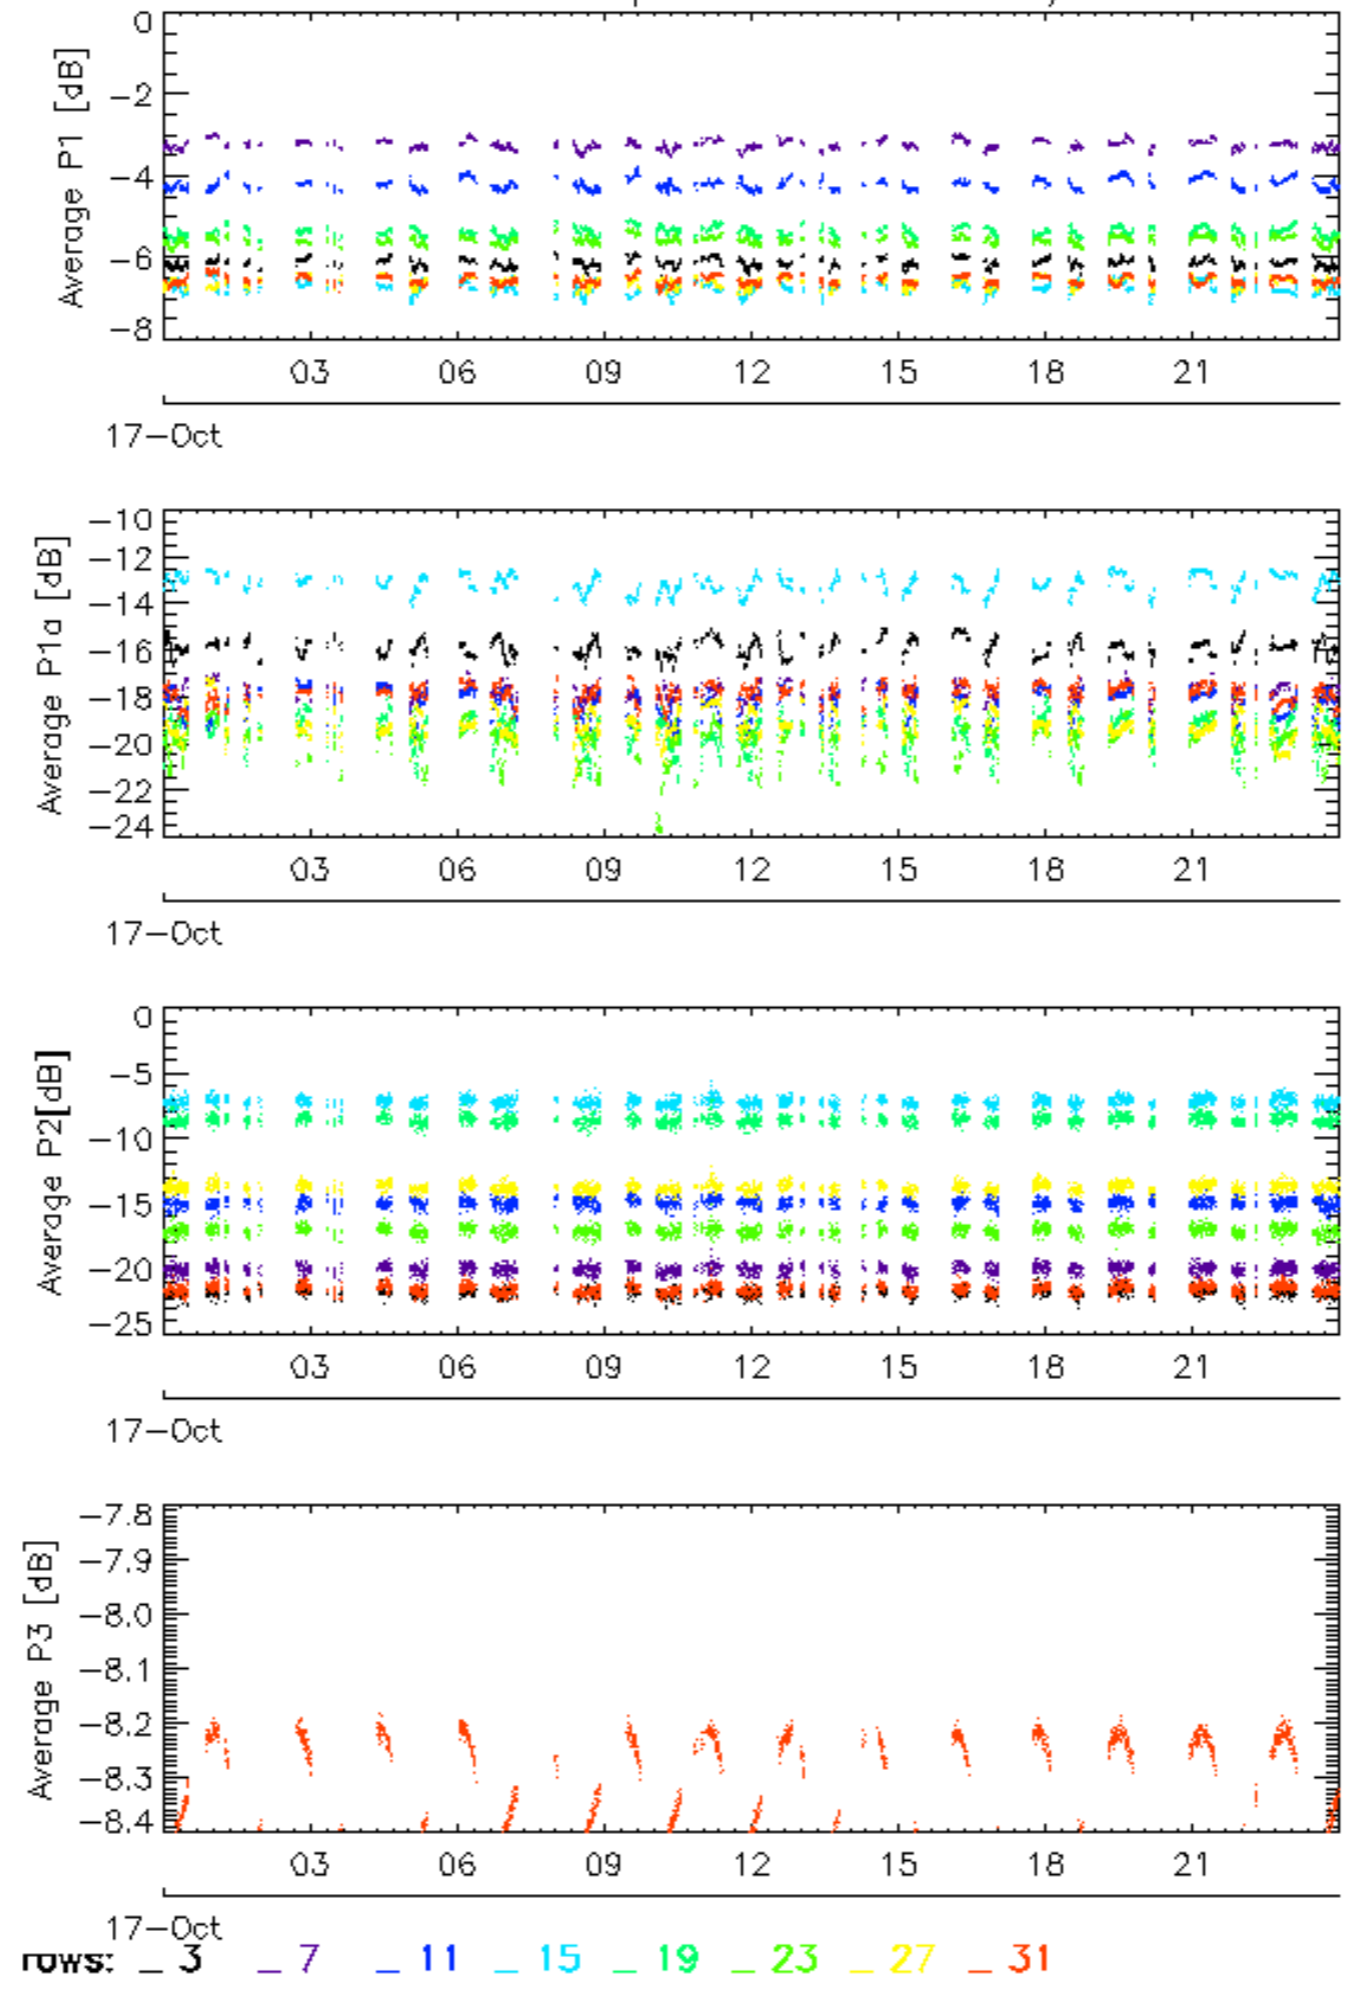 Average P1 [dB]
0
−2
−4
−6
−8
03 06 09 12 15 18 21
17−Oct
Average P1a [dB]
−10
−12
−14
−16
−18
−20
−22
−24
03 06 09 12 15 18 21
17−Oct
Average P2[dB]
0
−5
−10
−15
−20
−25
03 06 09 12 15 18 21
17−Oct
Average P3 [dB]
−7.8
−7.9
−8.0
−8.1
−8.2
−8.3
−8.4
03 06 09 12 15 18 21
17−Oct
rows: _ 3 _ 7 _ 11 _ 15 _ 19 _ 23 _ 27 _ 31